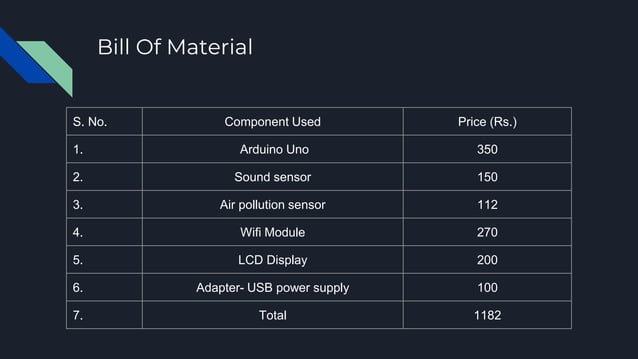 Bill Of Material
S. No. Component Used Price (Rs.)
1. Arduino Uno 350
2. Sound sensor 150
3. Air pollution sensor 112
4. Wifi Module 270
5. LCD Display 200
6. Adapter- USB power supply 100
7. Total 1182